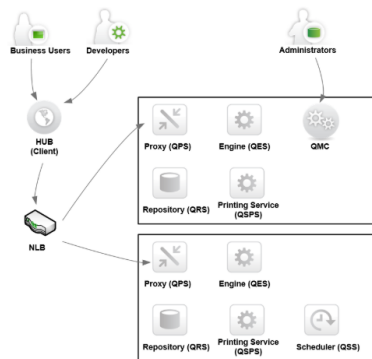 Business Users
Developers
Administrators
HUB
(Client)
NLB
Proxy (QPS)
Engine (QES)
QMC
Repository (QRS)
Printing Service
(QSPS)
Proxy (QPS)
Engine (QES)
Repository (QRS)
Printing Service
(QSPS)
Scheduler (QSS)